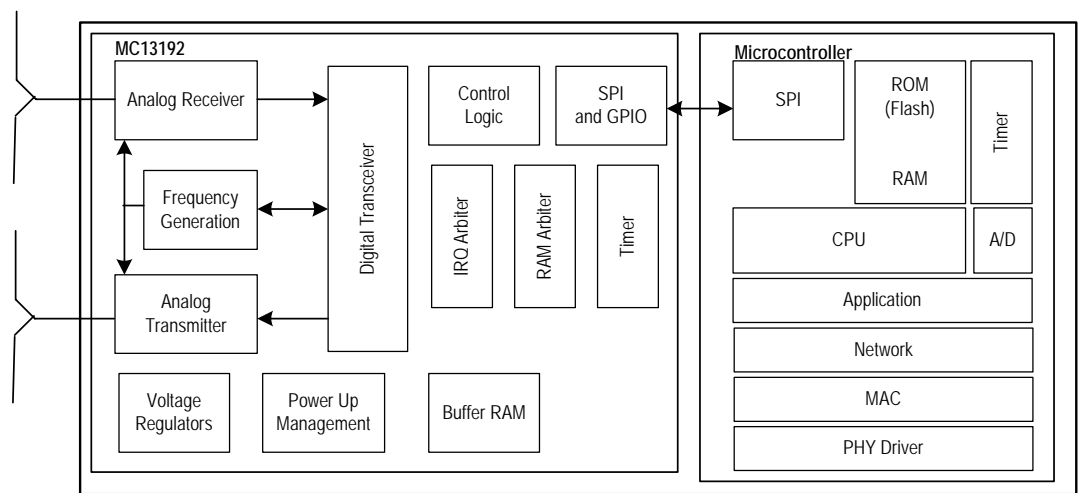 MC13192
Analog Receiver
Frequency
Generation
Analog
Transmitter
Digital Transceiver
Control
Logic
SPI
and GPIO
IRQ Arbiter
RAM Arbiter
Timer
Voltage
Regulators
Power Up
Management
Buffer RAM
Microcontroller
SPI
ROM
(Flash)
RAM
Timer
CPU
A/D
Application
Network
MAC
PHY Driver